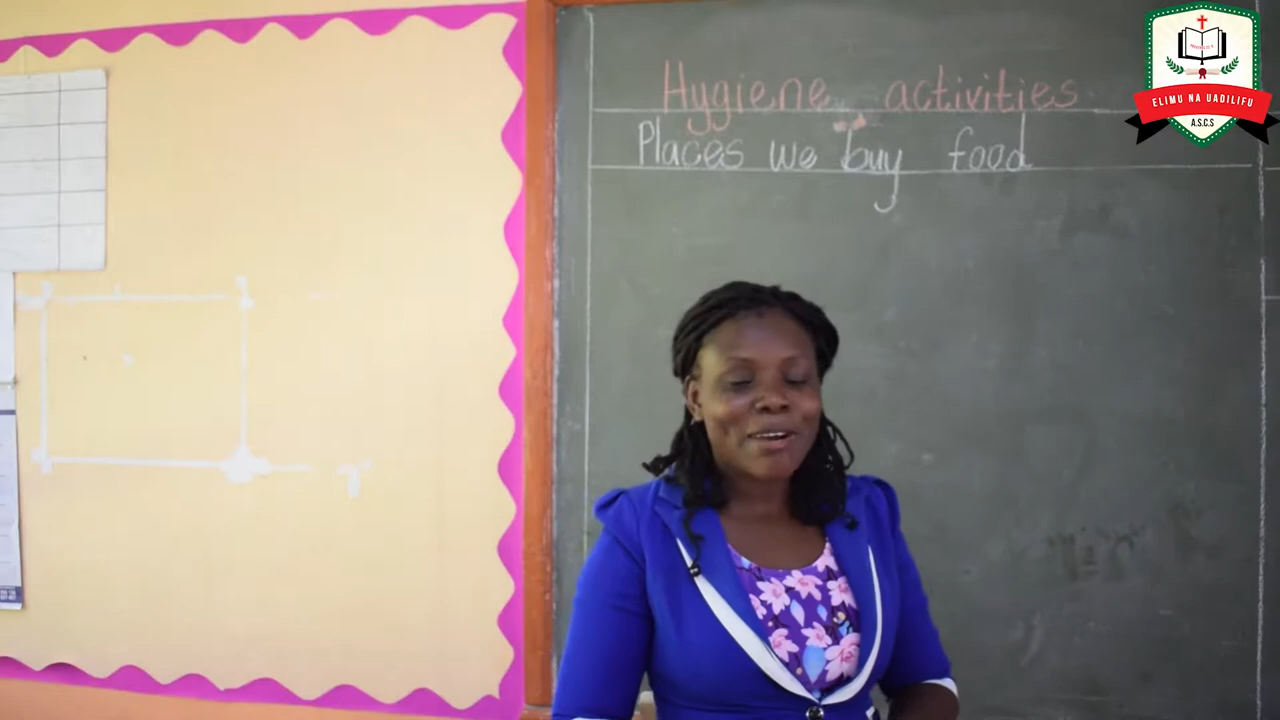 Hygiene activities
Places we buy food
ELIMU NA UADILIFU
A.S.C.S